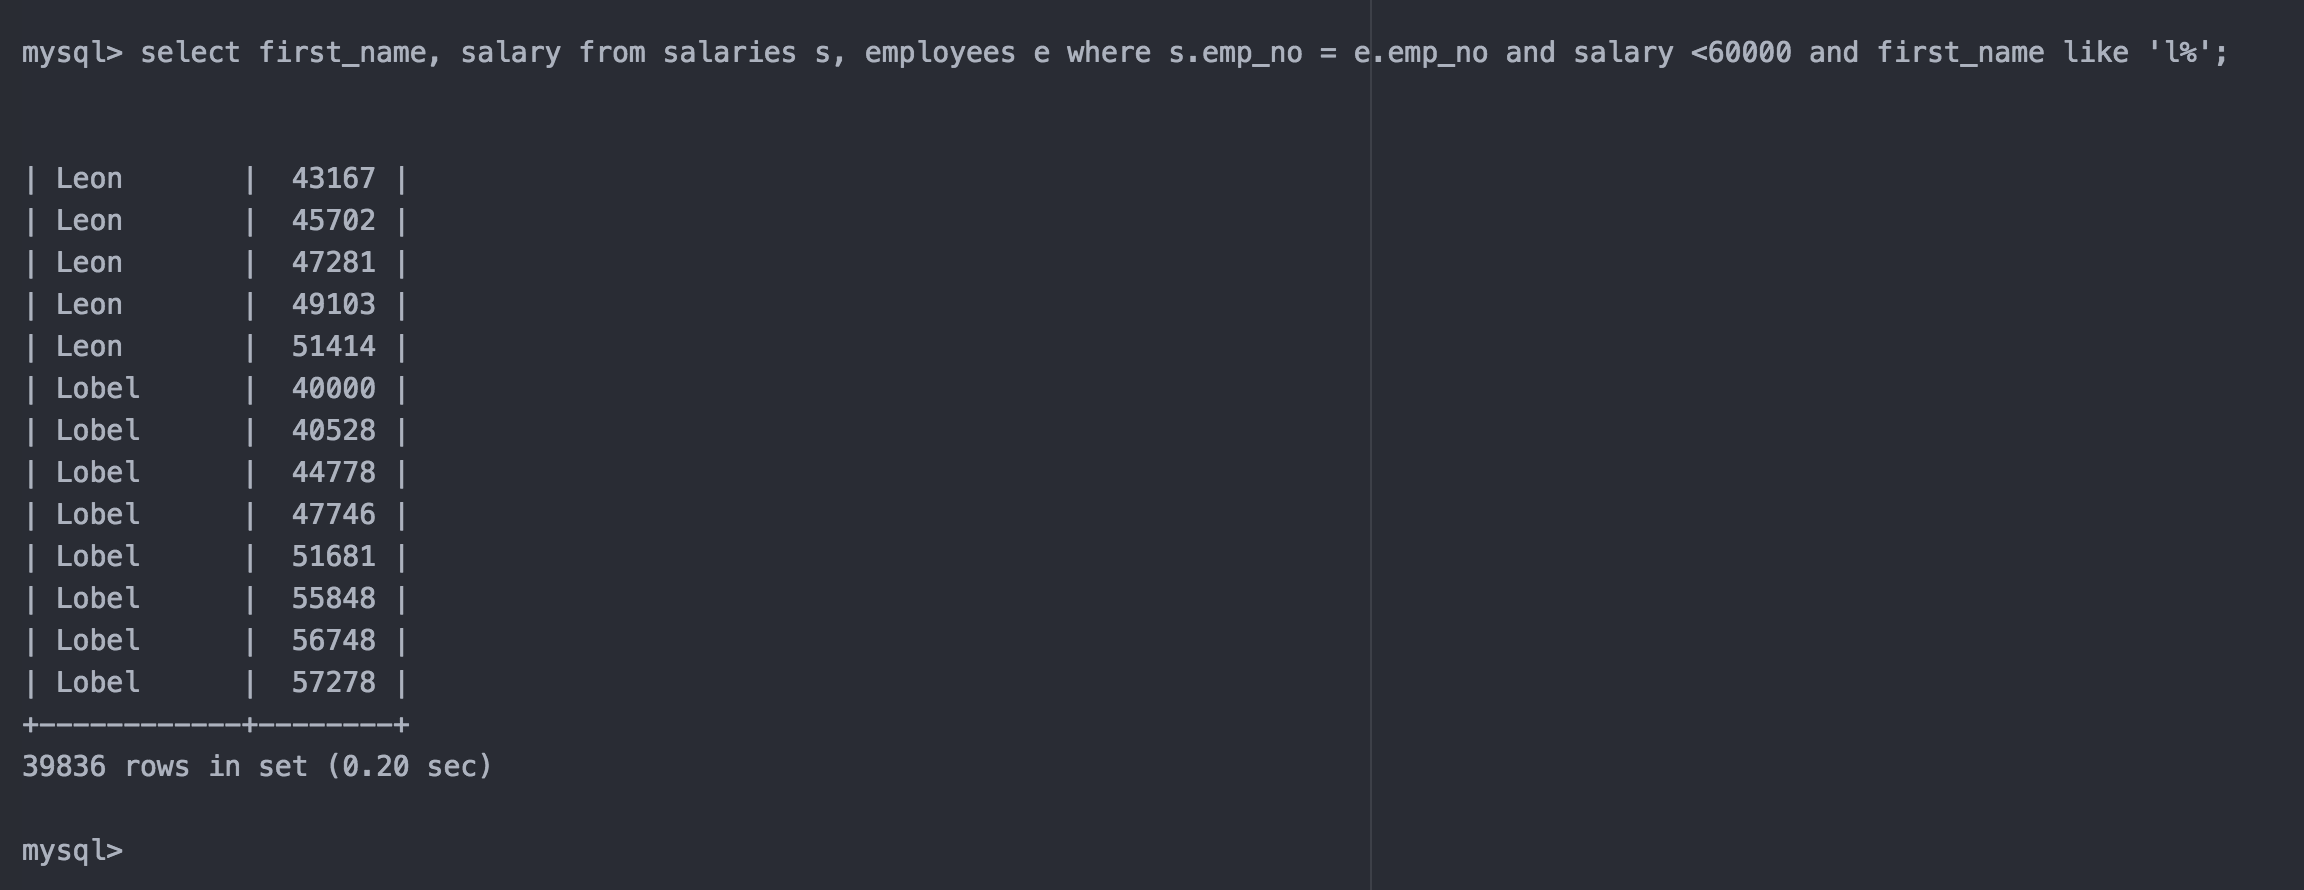 mysql> select first_name, salary from salaries s, employees e where s.emp_no = e.emp_no and salary <60000 and first_name like 'l%';
| Leon       |  43167 |
| Leon       |  45702 |
| Leon       |  47281 |
| Leon       |  49103 |
| Leon       |  51414 |
| Lobel      |  40000 |
| Lobel      |  40528 |
| Lobel      |  44778 |
| Lobel      |  47746 |
| Lobel      |  51681 |
| Lobel      |  55848 |
| Lobel      |  56748 |
| Lobel      |  57278 |
+------------+--------+
39836 rows in set (0.20 sec)
mysql>